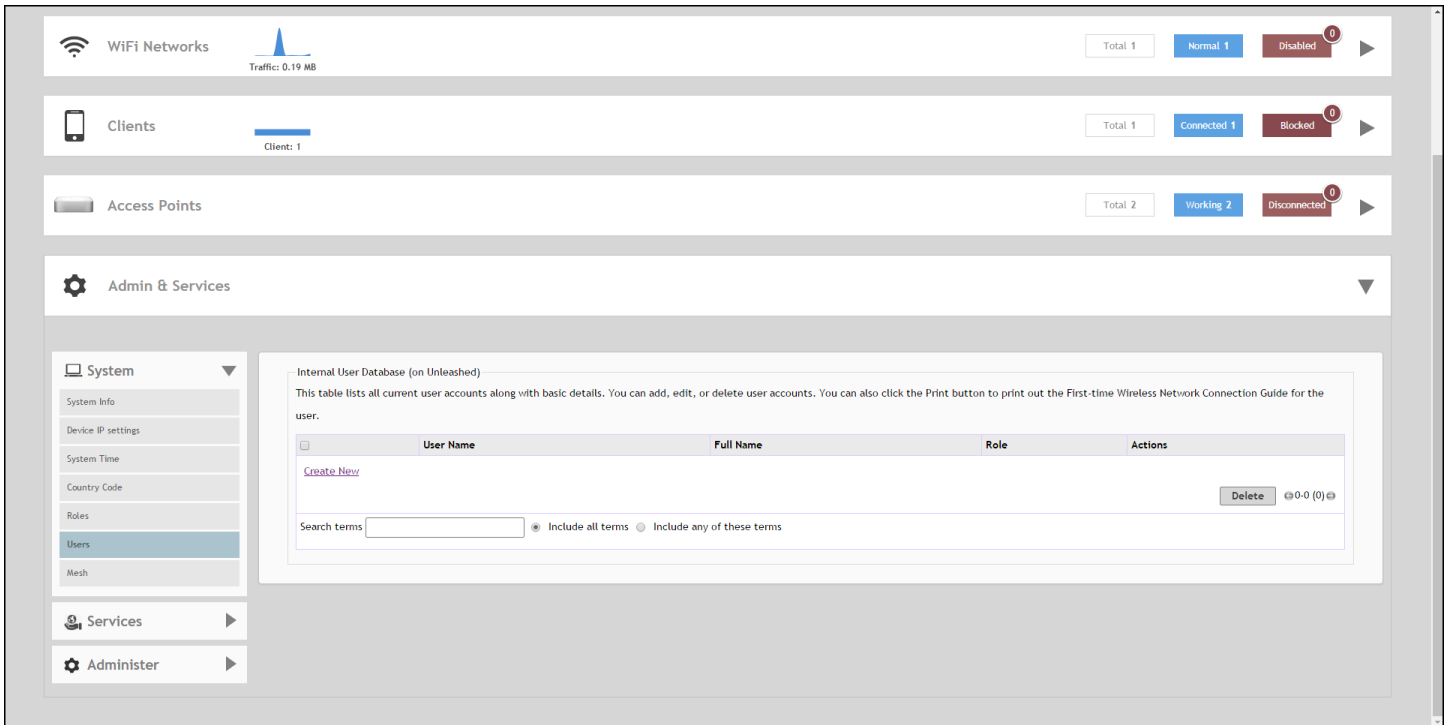 WiFi Networks
Traffic: 0.19 MB
Total 1
Normal 1
Disabled
0
Clients
Client: 1
Total 1
Connected 1
Blocked
0
Access Points
Total 2
Working 2
Disconnected
0
Admin & Services
System
System Info
Device IP settings
System Time
Country Code
Roles
Users
Mesh
Services
Administer
Internal User Database (on Unleashed)
This table lists all current user accounts along with basic details. You can add, edit, or delete user accounts. You can also click the Print button to print out the First-time Wireless Network Connection Guide for the
user.
User Name Full Name Role Actions
Create New
Delete 0-0 (0)
Search terms Include all terms Include any of these terms